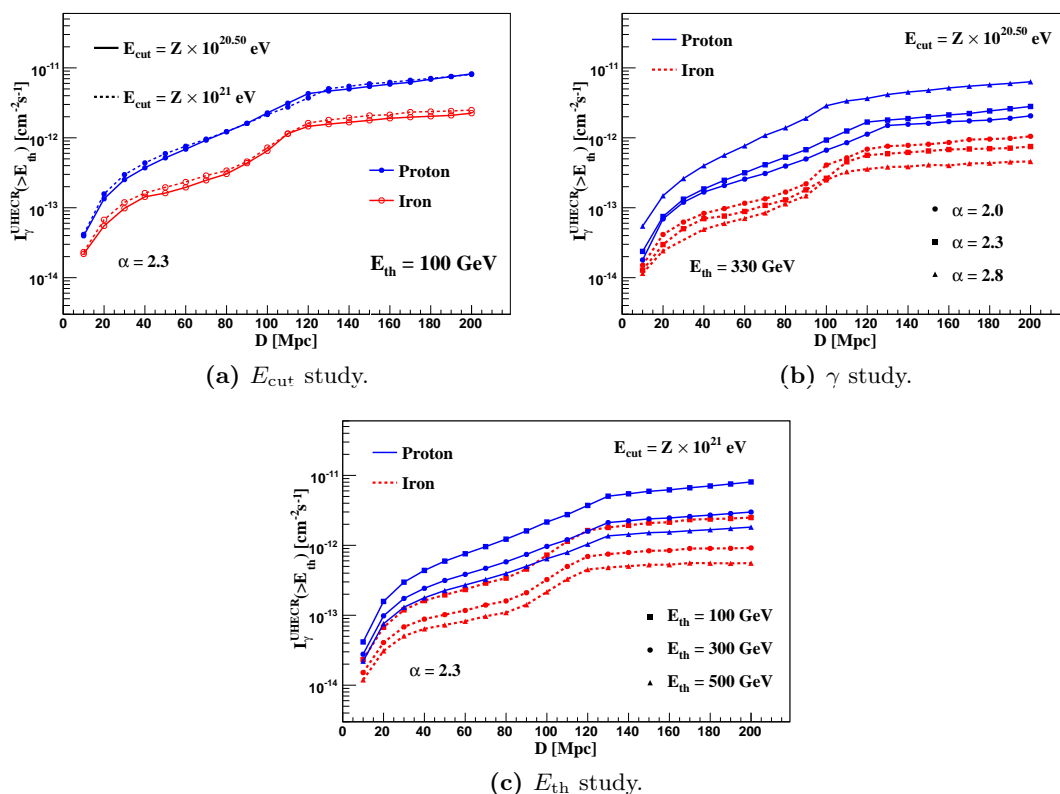 E_cut = Z × 10^20.50 eV
E_cut = Z × 10^21 eV
Proton
Iron
α = 2.3
E_th = 100 GeV
I_γ^UHECR(>E_th) [cm^-2 s^-1]
10^-11
10^-12
10^-13
10^-14
0 20 40 60 80 100 120 140 160 180 200
D [Mpc]
(a) E_cut study.
Proton
Iron
E_cut = Z × 10^20.50 eV
E_th = 330 GeV
α = 2.0
α = 2.3
α = 2.8
I_γ^UHECR(>E_th) [cm^-2 s^-1]
10^-11
10^-12
10^-13
10^-14
0 20 40 60 80 100 120 140 160 180 200
D [Mpc]
(b) γ study.
Proton
Iron
E_cut = Z × 10^21 eV
α = 2.3
E_th = 100 GeV
E_th = 300 GeV
E_th = 500 GeV
I_γ^UHECR(>E_th) [cm^-2 s^-1]
10^-11
10^-12
10^-13
10^-14
0 20 40 60 80 100 120 140 160 180 200
D [Mpc]
(c) E_th study.